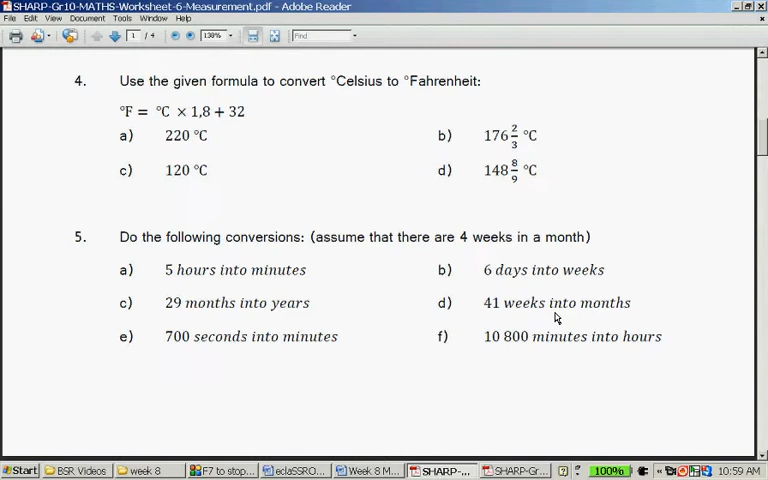 SHARP-Gr10-MATHS-Worksheet-6-Measurement.pdf - Adobe Reader
File Edit View Document Tools Window Help
1 / 4 138% Find
4. Use the given formula to convert °Celsius to °Fahrenheit:
°F = °C × 1,8 + 32
a) 220 °C b) 176 2/3 °C
c) 120 °C d) 148 8/9 °C
5. Do the following conversions: (assume that there are 4 weeks in a month)
a) 5 hours into minutes b) 6 days into weeks
c) 29 months into years d) 41 weeks into months
e) 700 seconds into minutes f) 10 800 minutes into hours
Start BSR Videos week 8 F7 to stop... eclaSSRO... Week 8 M... SHARP-... SHARP-Gr... 100% 10:59 AM